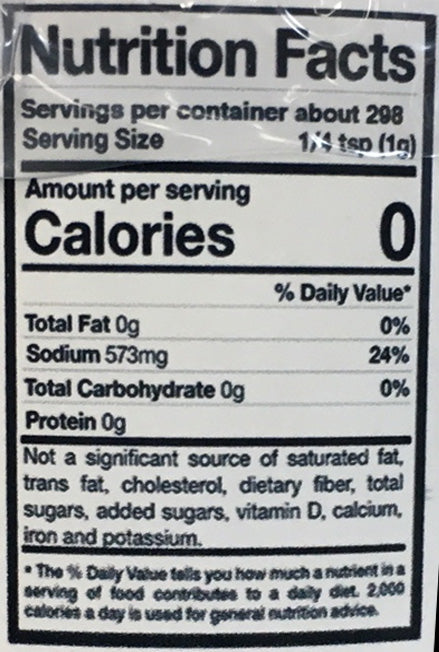 Nutrition Facts
Servings per container about 298
Serving Size 1/4 tsp (1g)
Amount per serving
Calories 0
% Daily Value*
Total Fat 0g 0%
Sodium 573mg 24%
Total Carbohydrate 0g 0%
Protein 0g
Not a significant source of saturated fat,
trans fat, cholesterol, dietary fiber, total
sugars, added sugars, vitamin D, calcium,
iron and potassium.
* The % Daily Value tells you how much a nutrient in a
serving of food contributes to a daily diet. 2,000
calories a day is used for general nutrition advice.